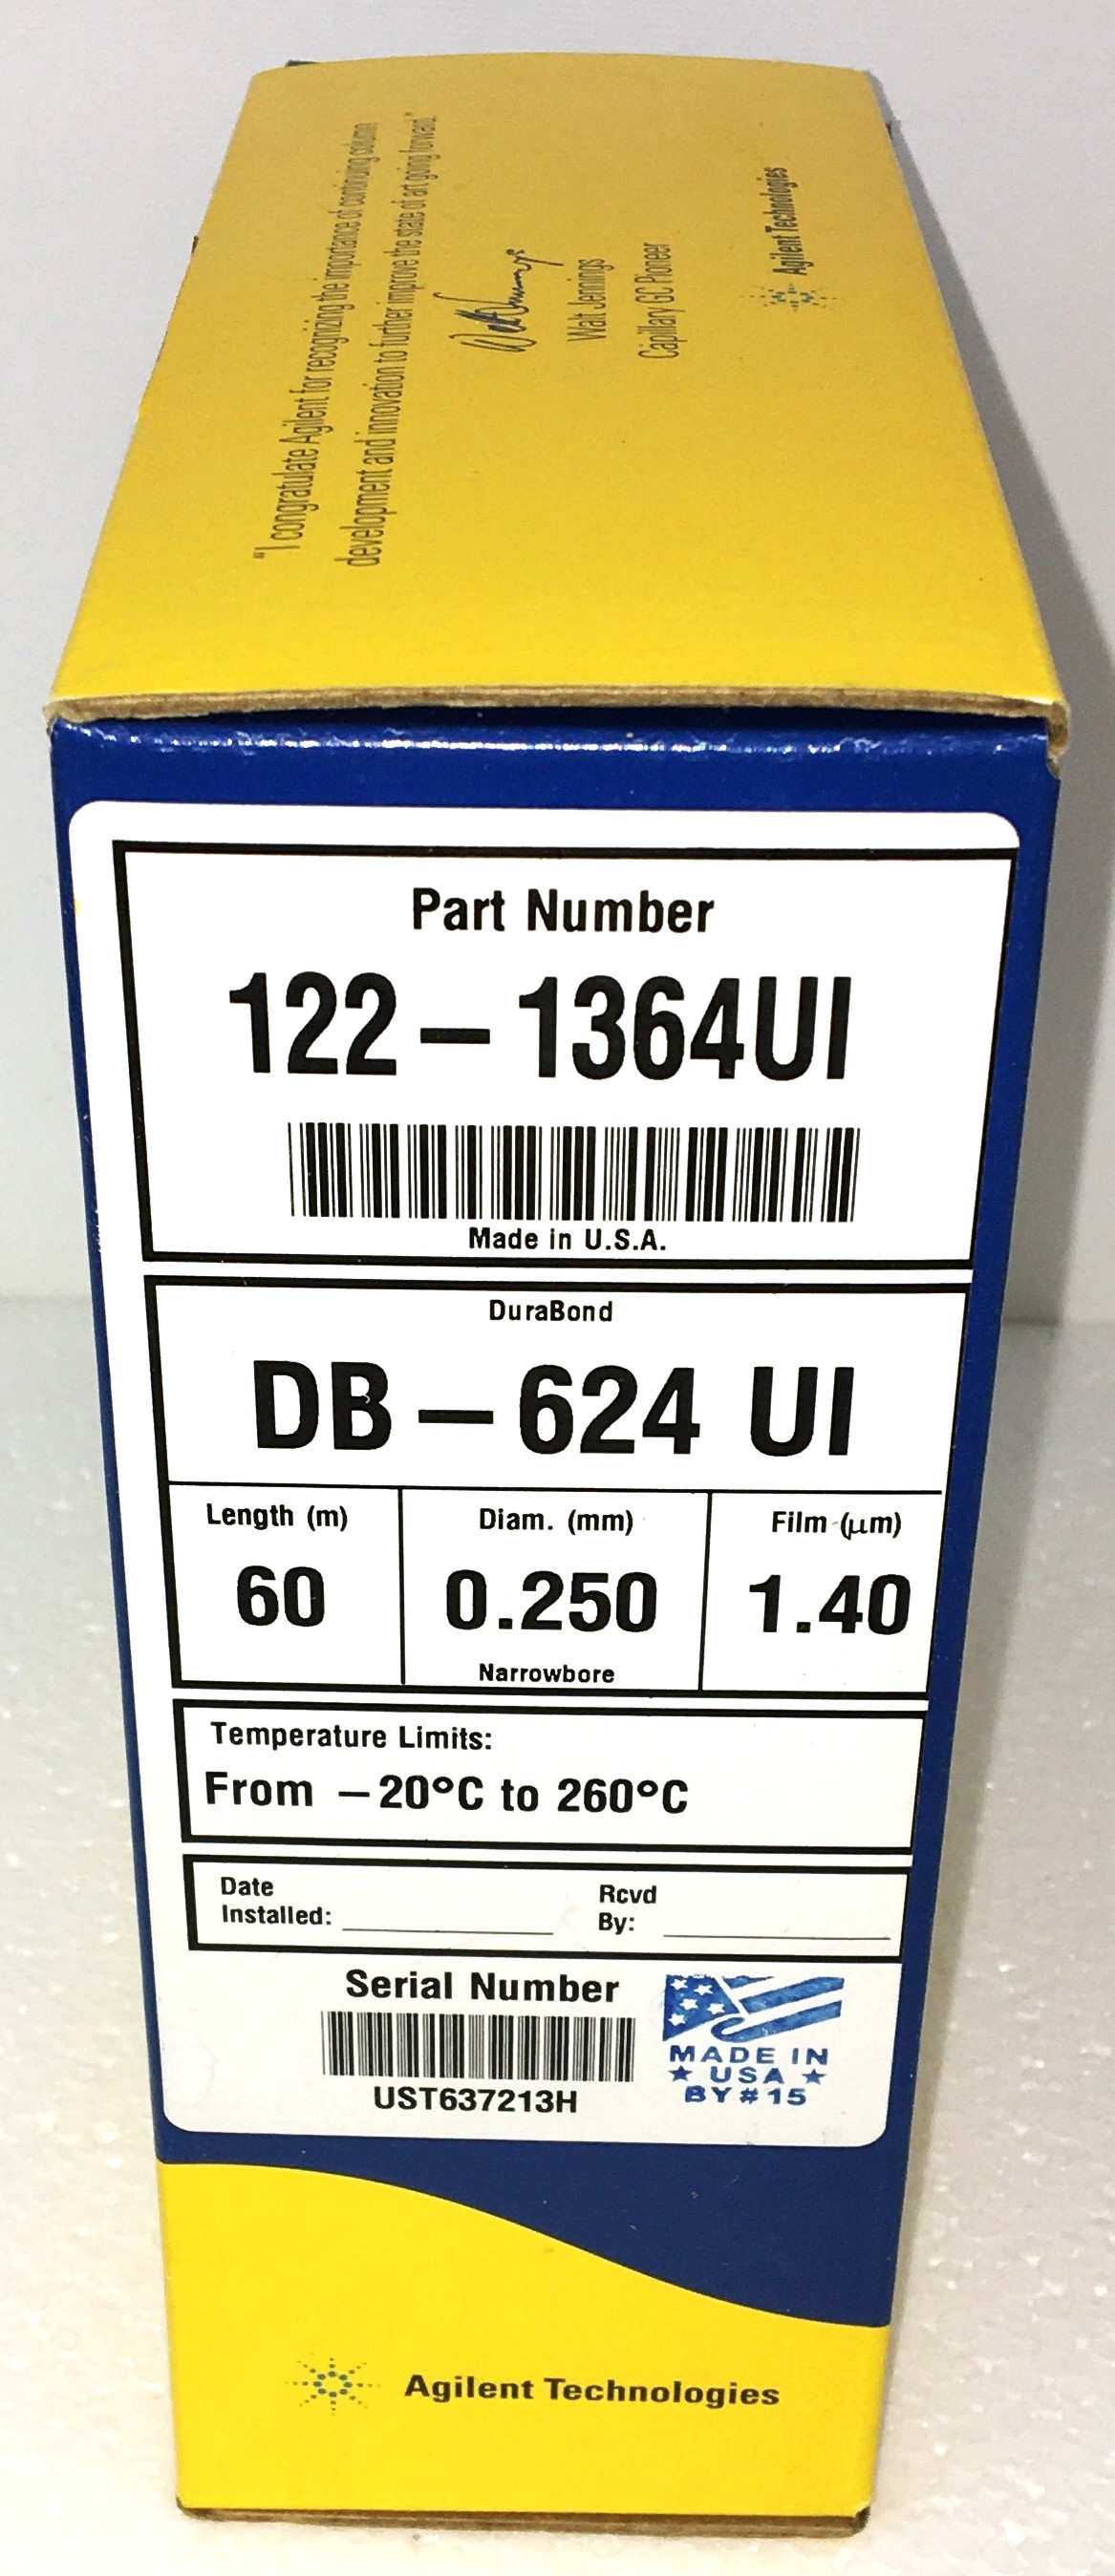 "I congratulate Agilent for recognizing the importance of continuing column
development and innovation to further improve the state of art going forward."
Walt Jennings
Walt Jennings
Capillary GC Pioneer
Agilent Technologies
Part Number
122-1364UI
Made in U.S.A.
DuraBond
DB-624 UI
Length (m)
60
Diam. (mm)
0.250
Narrowbore
Film (µm)
1.40
Temperature Limits:
From -20°C to 260°C
Date
Installed:
Rcvd
By:
Serial Number
UST637213H
MADE IN
★ USA ★
BY#15
Agilent Technologies